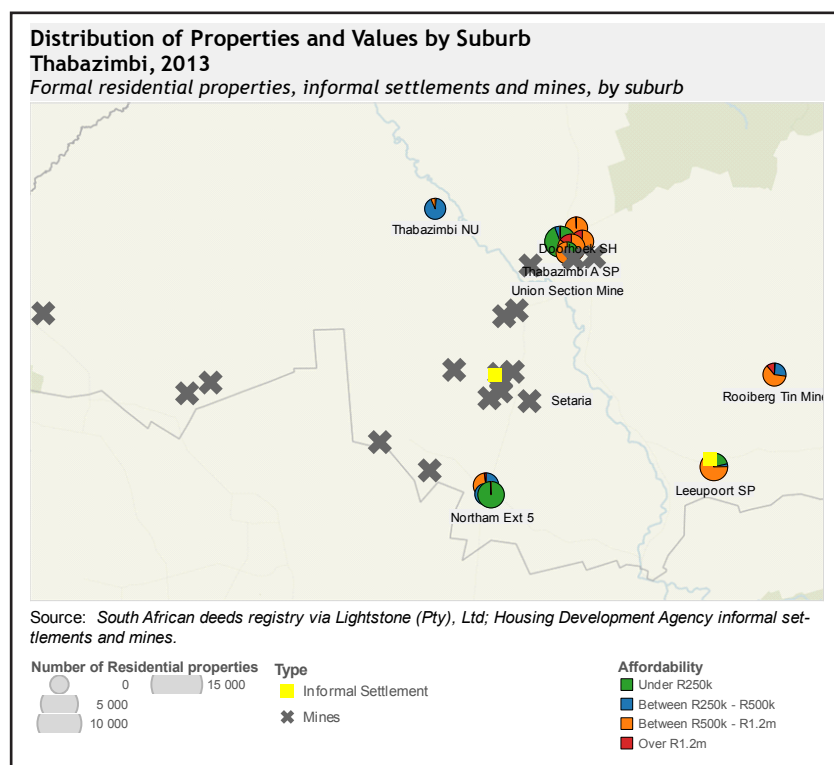 Distribution of Properties and Values by Suburb
Thabazimbi, 2013
Formal residential properties, informal settlements and mines, by suburb
Thabazimbi NU
Doornhoek SH
Thabazimbi A SP
Union Section Mine
Rooiberg Tin Mine
Setaria
Leeupoort SP
Northam Ext 5
Source: South African deeds registry via Lightstone (Pty), Ltd; Housing Development Agency informal set-
tlements and mines.
Number of Residential properties
0
15 000
5 000
10 000
Type
Informal Settlement
Mines
Affordability
Under R250k
Between R250k - R500k
Between R500k - R1.2m
Over R1.2m